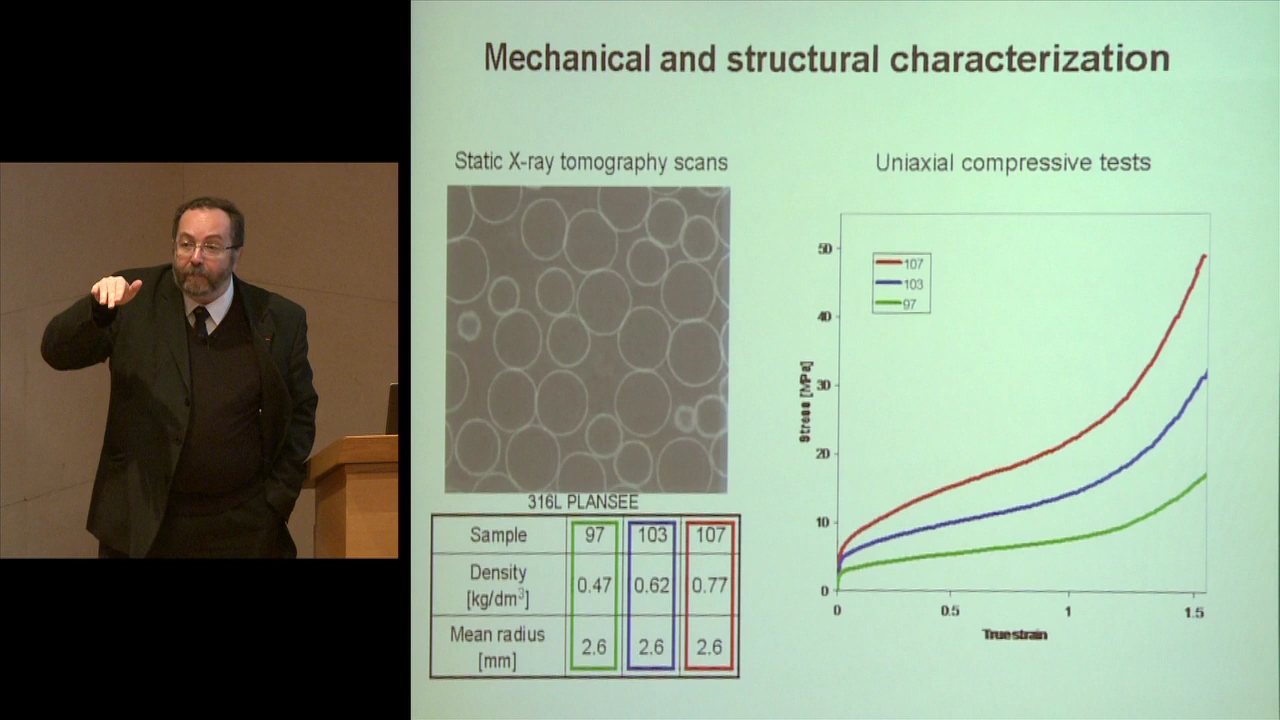 Mechanical and structural characterization
Static X-ray tomography scans
316L PLANSEE
Sample 97 103 107
Density [kg/dm³] 0.47 0.62 0.77
Mean radius [mm] 2.6 2.6 2.6
Uniaxial compressive tests
107
103
97
Stress [MPa]
50
40
30
20
10
0
0 0.5 1 1.5
True strain